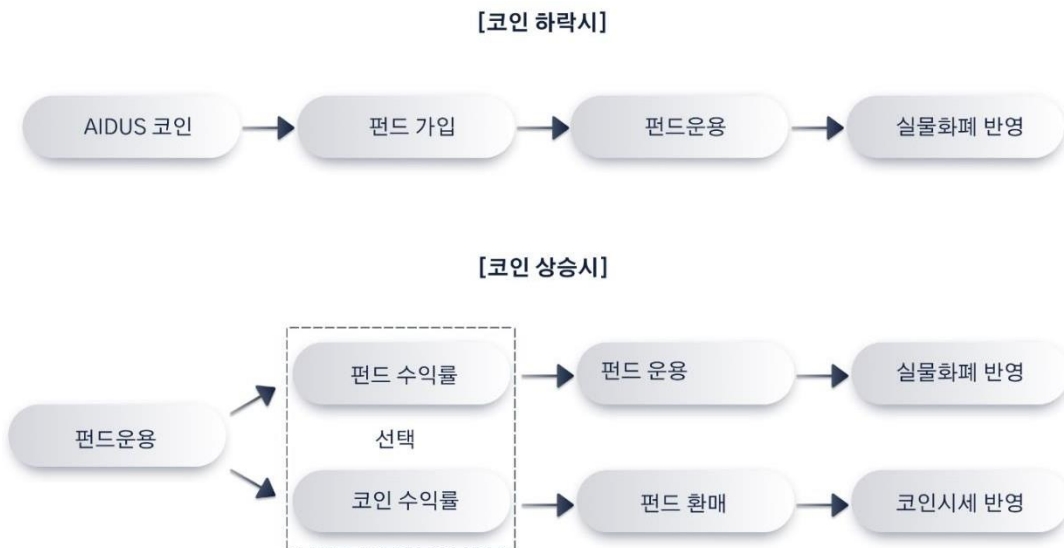 [코인 하락시]
AIDUS 코인
펀드 가입
펀드운용
실물화폐 반영
[코인 상승시]
펀드운용
펀드 수익률
펀드 운용
실물화폐 반영
선택
코인 수익률
펀드 환매
코인시세 반영